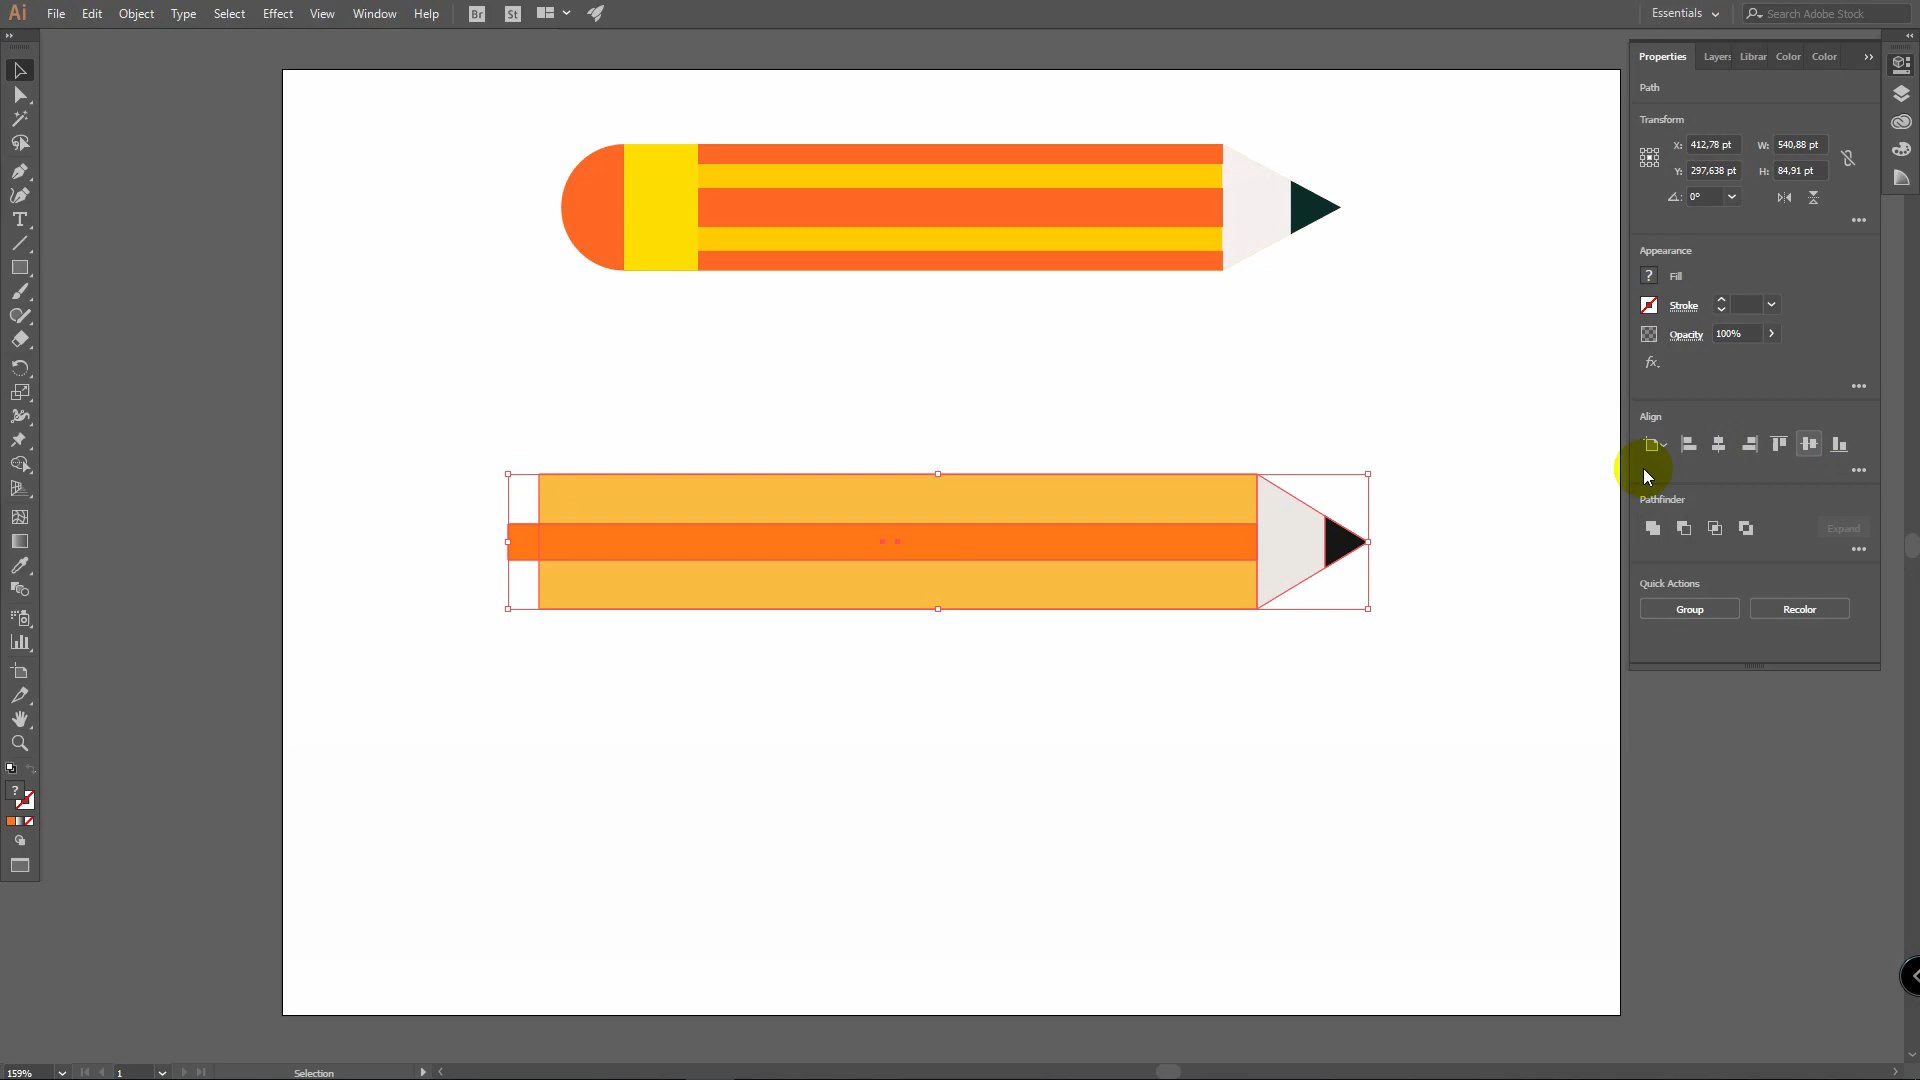 Ai File Edit Object Type Select Effect View Window Help Br St Essentials Search Adobe Stock
Properties Layers Librar Color Color
Path
Transform
X: 412,78 pt W: 540,88 pt
Y: 297,638 pt H: 84,91 pt
0°
Appearance
? Fill
Stroke
Opacity 100%
fx.
Align
Pathfinder
Expand
Quick Actions
Group Recolor
T
?
159% 1 Selection